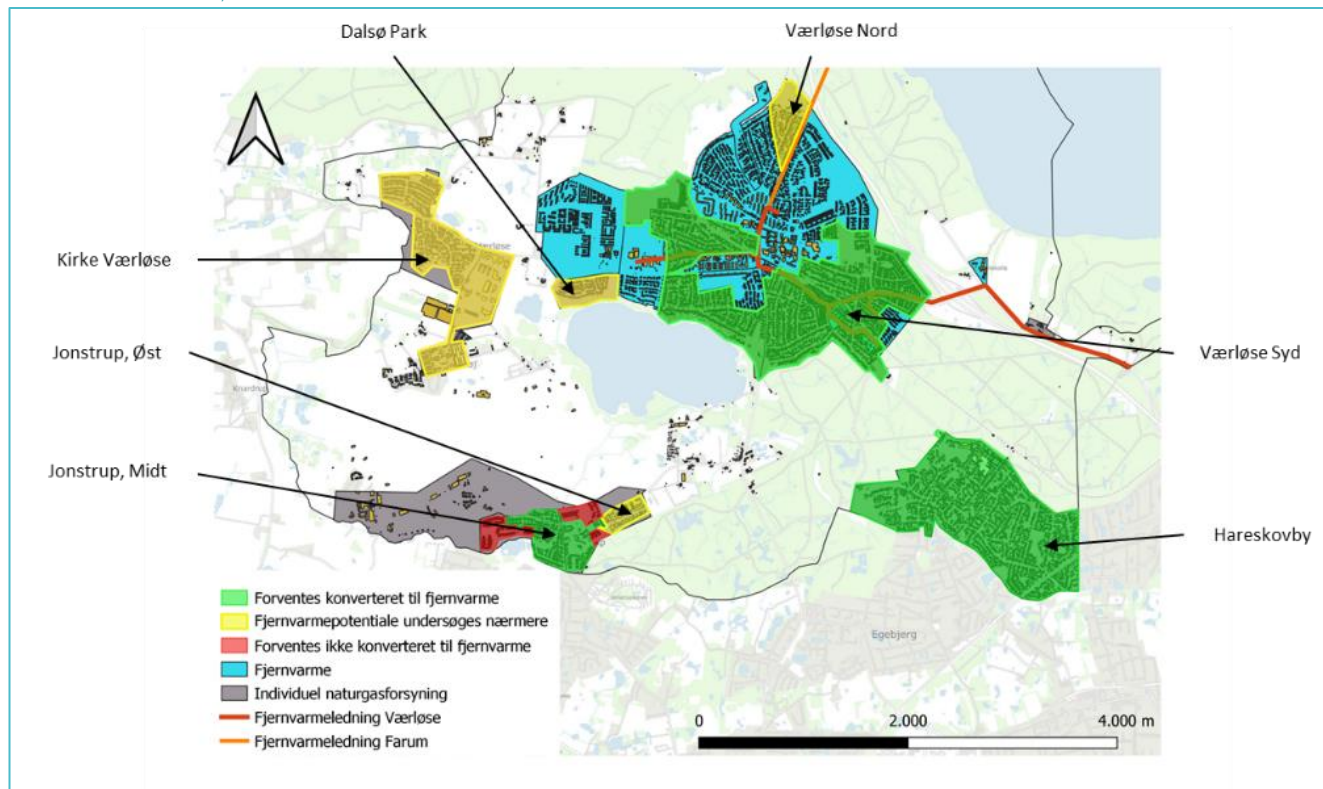 Dalsø Park
Værløse Nord
Kirke Værløse
Jonstrup, Øst
Værløse Syd
Jonstrup, Midt
Hareskovby
Knardrup
Egebjerg
Forventes konverteret til fjernvarme
Fjernvarmepotentiale undersøges nærmere
Forventes ikke konverteret til fjernvarme
Fjernvarme
Individuel naturgasforsyning
Fjernvarmeledning Værløse
Fjernvarmeledning Farum
0 2.000 4.000 m